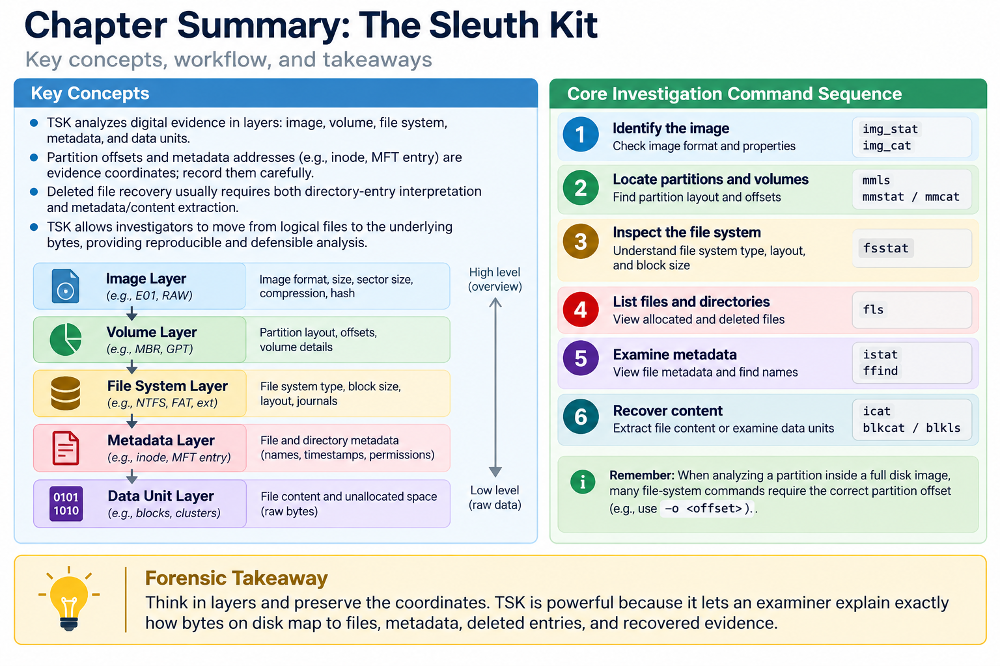 Chapter Summary: The Sleuth Kit
Key concepts, workflow, and takeaways
Key Concepts
● TSK analyzes digital evidence in layers: image, volume, file system,
metadata, and data units.
● Partition offsets and metadata addresses (e.g., inode, MFT entry) are
evidence coordinates; record them carefully.
● Deleted file recovery usually requires both directory-entry interpretation
and metadata/content extraction.
● TSK allows investigators to move from logical files to the underlying
bytes, providing reproducible and defensible analysis.
Image Layer
(e.g., E01, RAW)
Image format, size, sector size,
compression, hash
Volume Layer
(e.g., MBR, GPT)
Partition layout, offsets,
volume details
File System Layer
(e.g., NTFS, FAT, ext)
File system type, block size,
layout, journals
Metadata Layer
(e.g., inode, MFT entry)
File and directory metadata
(names, timestamps, permissions)
0101
1010
Data Unit Layer
(e.g., blocks, clusters)
File content and unallocated space
(raw bytes)
High level
(overview)
Low level
(raw data)
Core Investigation Command Sequence
1
Identify the image
Check image format and properties
img_stat
img_cat
2
Locate partitions and volumes
Find partition layout and offsets
mmls
mmstat / mmcat
3
Inspect the file system
Understand file system type, layout,
and block size
fsstat
4
List files and directories
View allocated and deleted files
fls
5
Examine metadata
View file metadata and find names
istat
ffind
6
Recover content
Extract file content or examine data units
icat
blkcat / blkls
i
Remember: When analyzing a partition inside a full disk image,
many file-system commands require the correct partition offset
(e.g., use –o <offset>). .
Forensic Takeaway
Think in layers and preserve the coordinates. TSK is powerful because it lets an examiner explain exactly
how bytes on disk map to files, metadata, deleted entries, and recovered evidence.